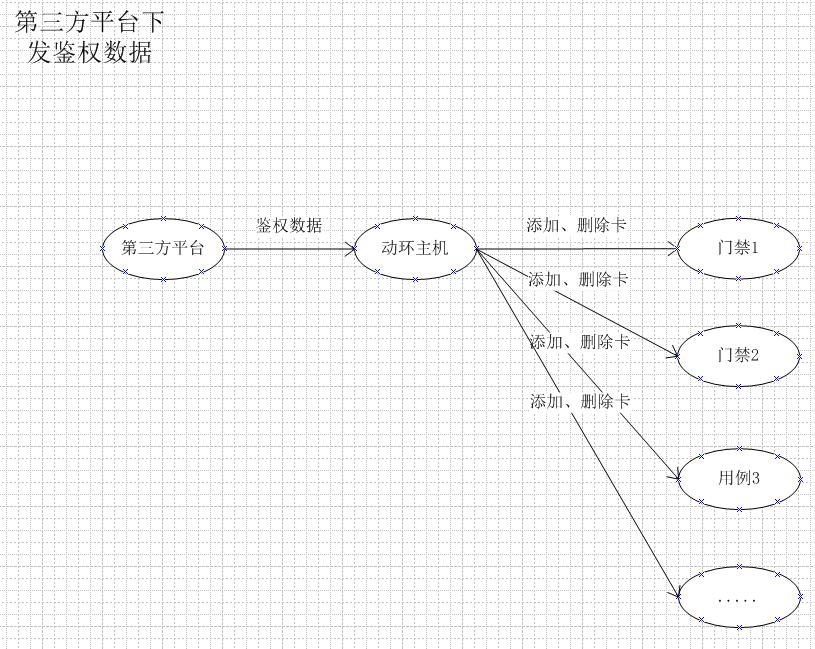 第三方平台下
发鉴权数据
鉴权数据
添加、删除卡
第三方平台
动环主机
门禁1
添加、删除卡
添加、删除卡
门禁2
添加、删除卡
用例3
.....